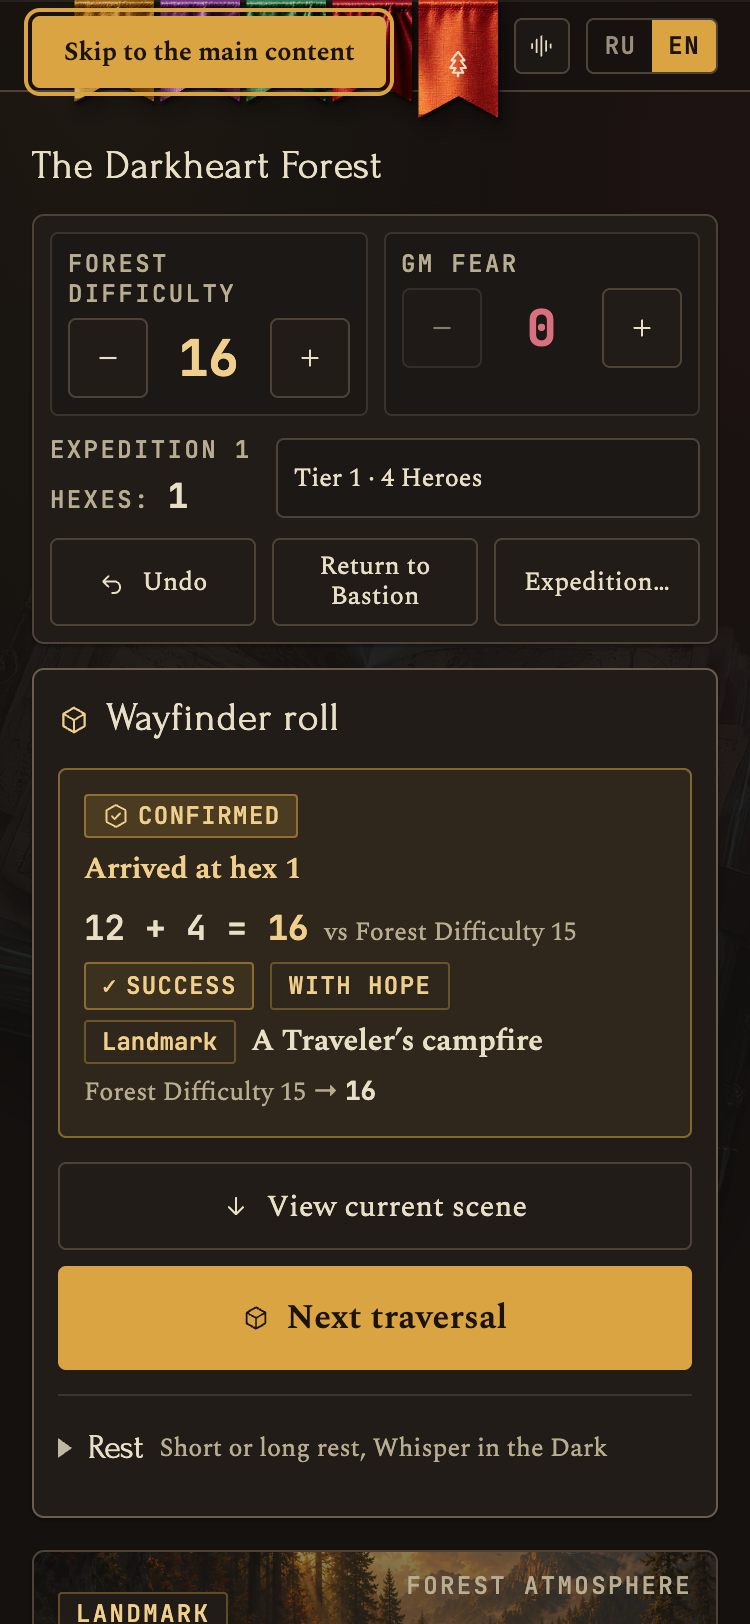 Skip to the main content
RU EN
The Darkheart Forest
FOREST
DIFFICULTY
GM FEAR
− 16 +
− 0 +
EXPEDITION 1
HEXES: 1
Tier 1 · 4 Heroes
Undo
Return to
Bastion
Expedition…
Wayfinder roll
CONFIRMED
Arrived at hex 1
12 + 4 = 16 vs Forest Difficulty 15
✓ SUCCESS WITH HOPE
Landmark A Traveler’s campfire
Forest Difficulty 15 → 16
↓ View current scene
Next traversal
Rest Short or long rest, Whisper in the Dark
FOREST ATMOSPHERE
LANDMARK